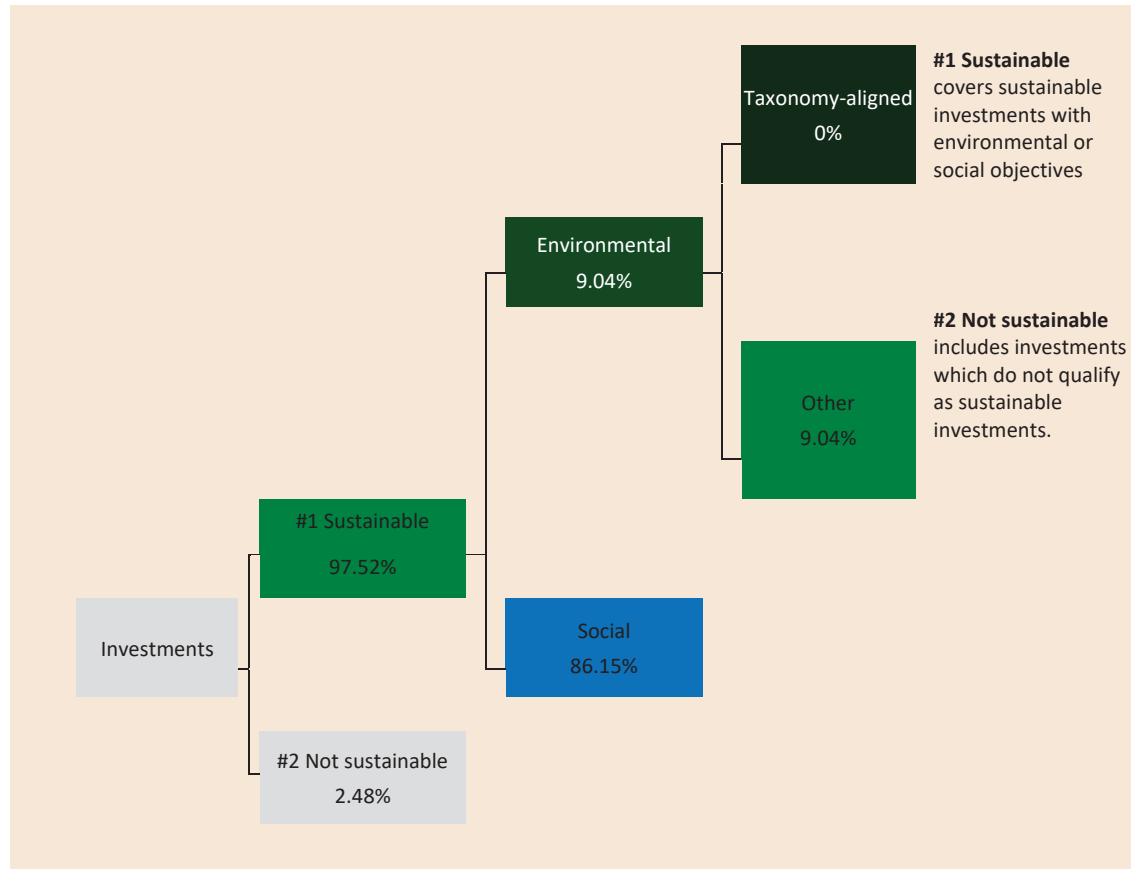 Taxonomy-aligned
0%
#1 Sustainable
covers sustainable
investments with
environmental or
social objectives
Environmental
9.04%
#2 Not sustainable
includes investments
which do not qualify
as sustainable
investments.
Other
9.04%
#1 Sustainable
97.52%
Investments
Social
86.15%
#2 Not sustainable
2.48%